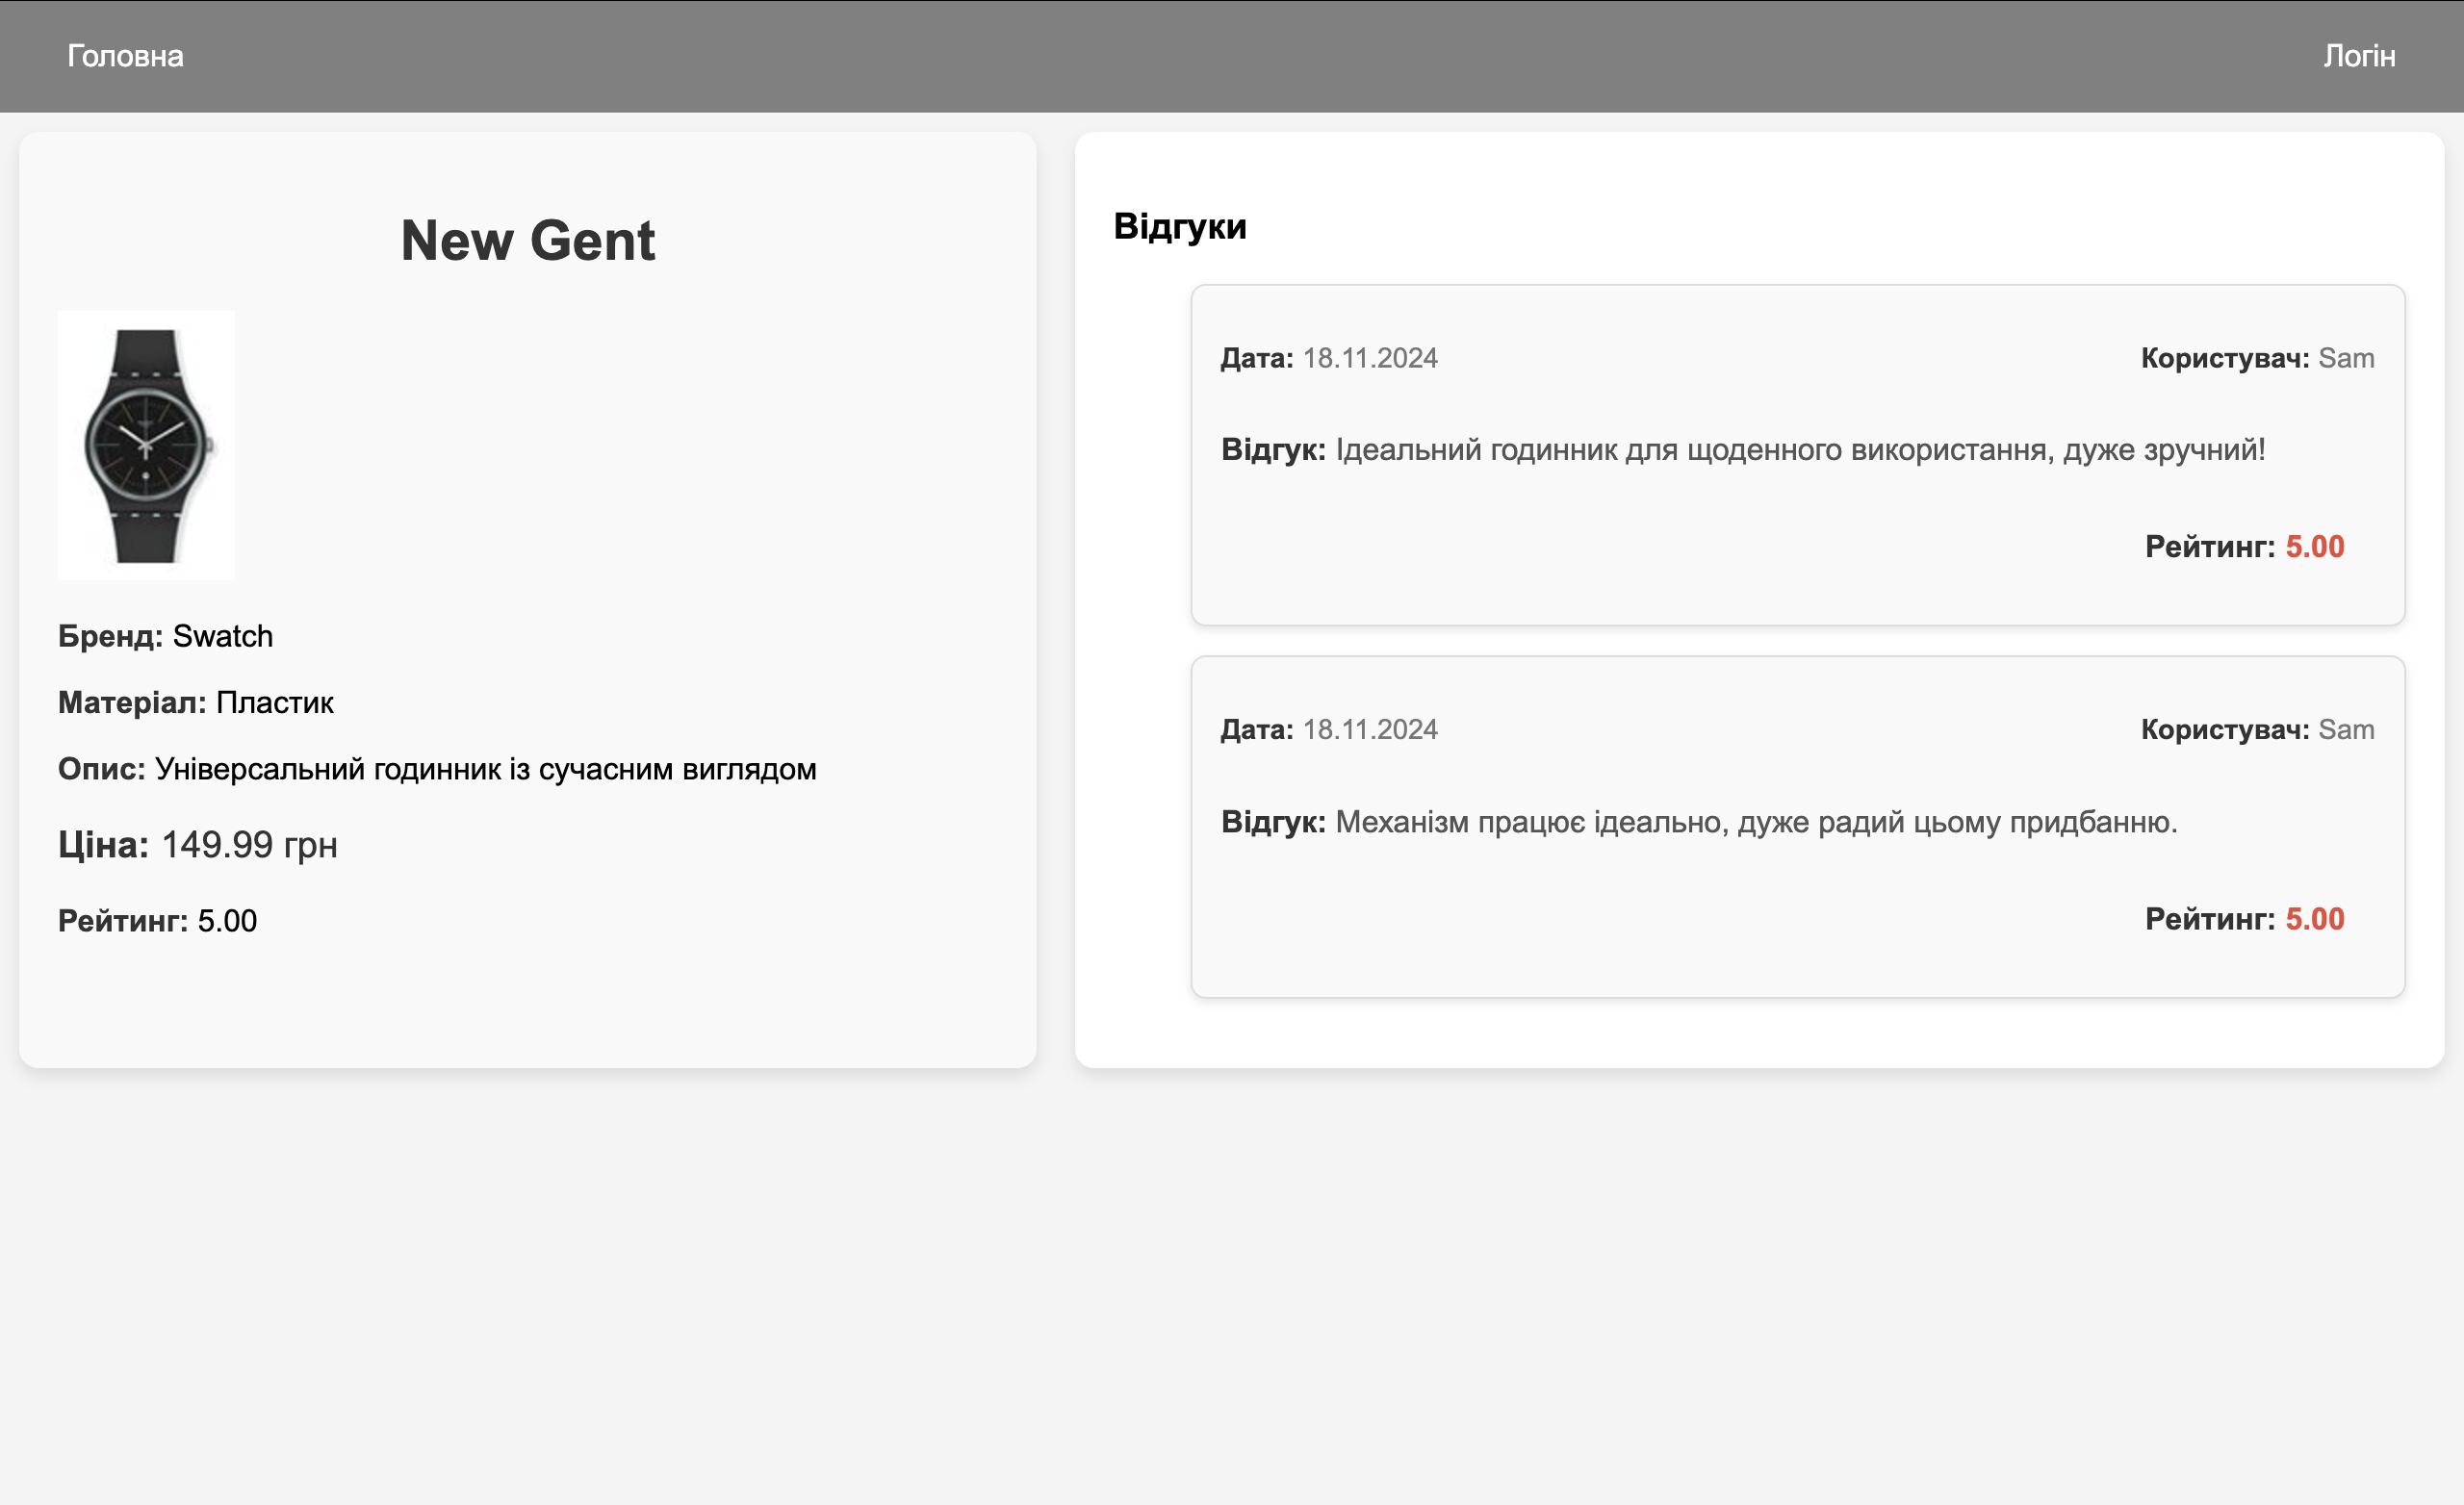 Головна
Логін
New Gent
Бренд: Swatch
Матеріал: Пластик
Опис: Універсальний годинник із сучасним виглядом
Ціна: 149.99 грн
Рейтинг: 5.00
Відгуки
Дата: 18.11.2024 Користувач: Sam
Відгук: Ідеальний годинник для щоденного використання, дуже зручний!
Рейтинг: 5.00
Дата: 18.11.2024 Користувач: Sam
Відгук: Механізм працює ідеально, дуже радий цьому придбанню.
Рейтинг: 5.00